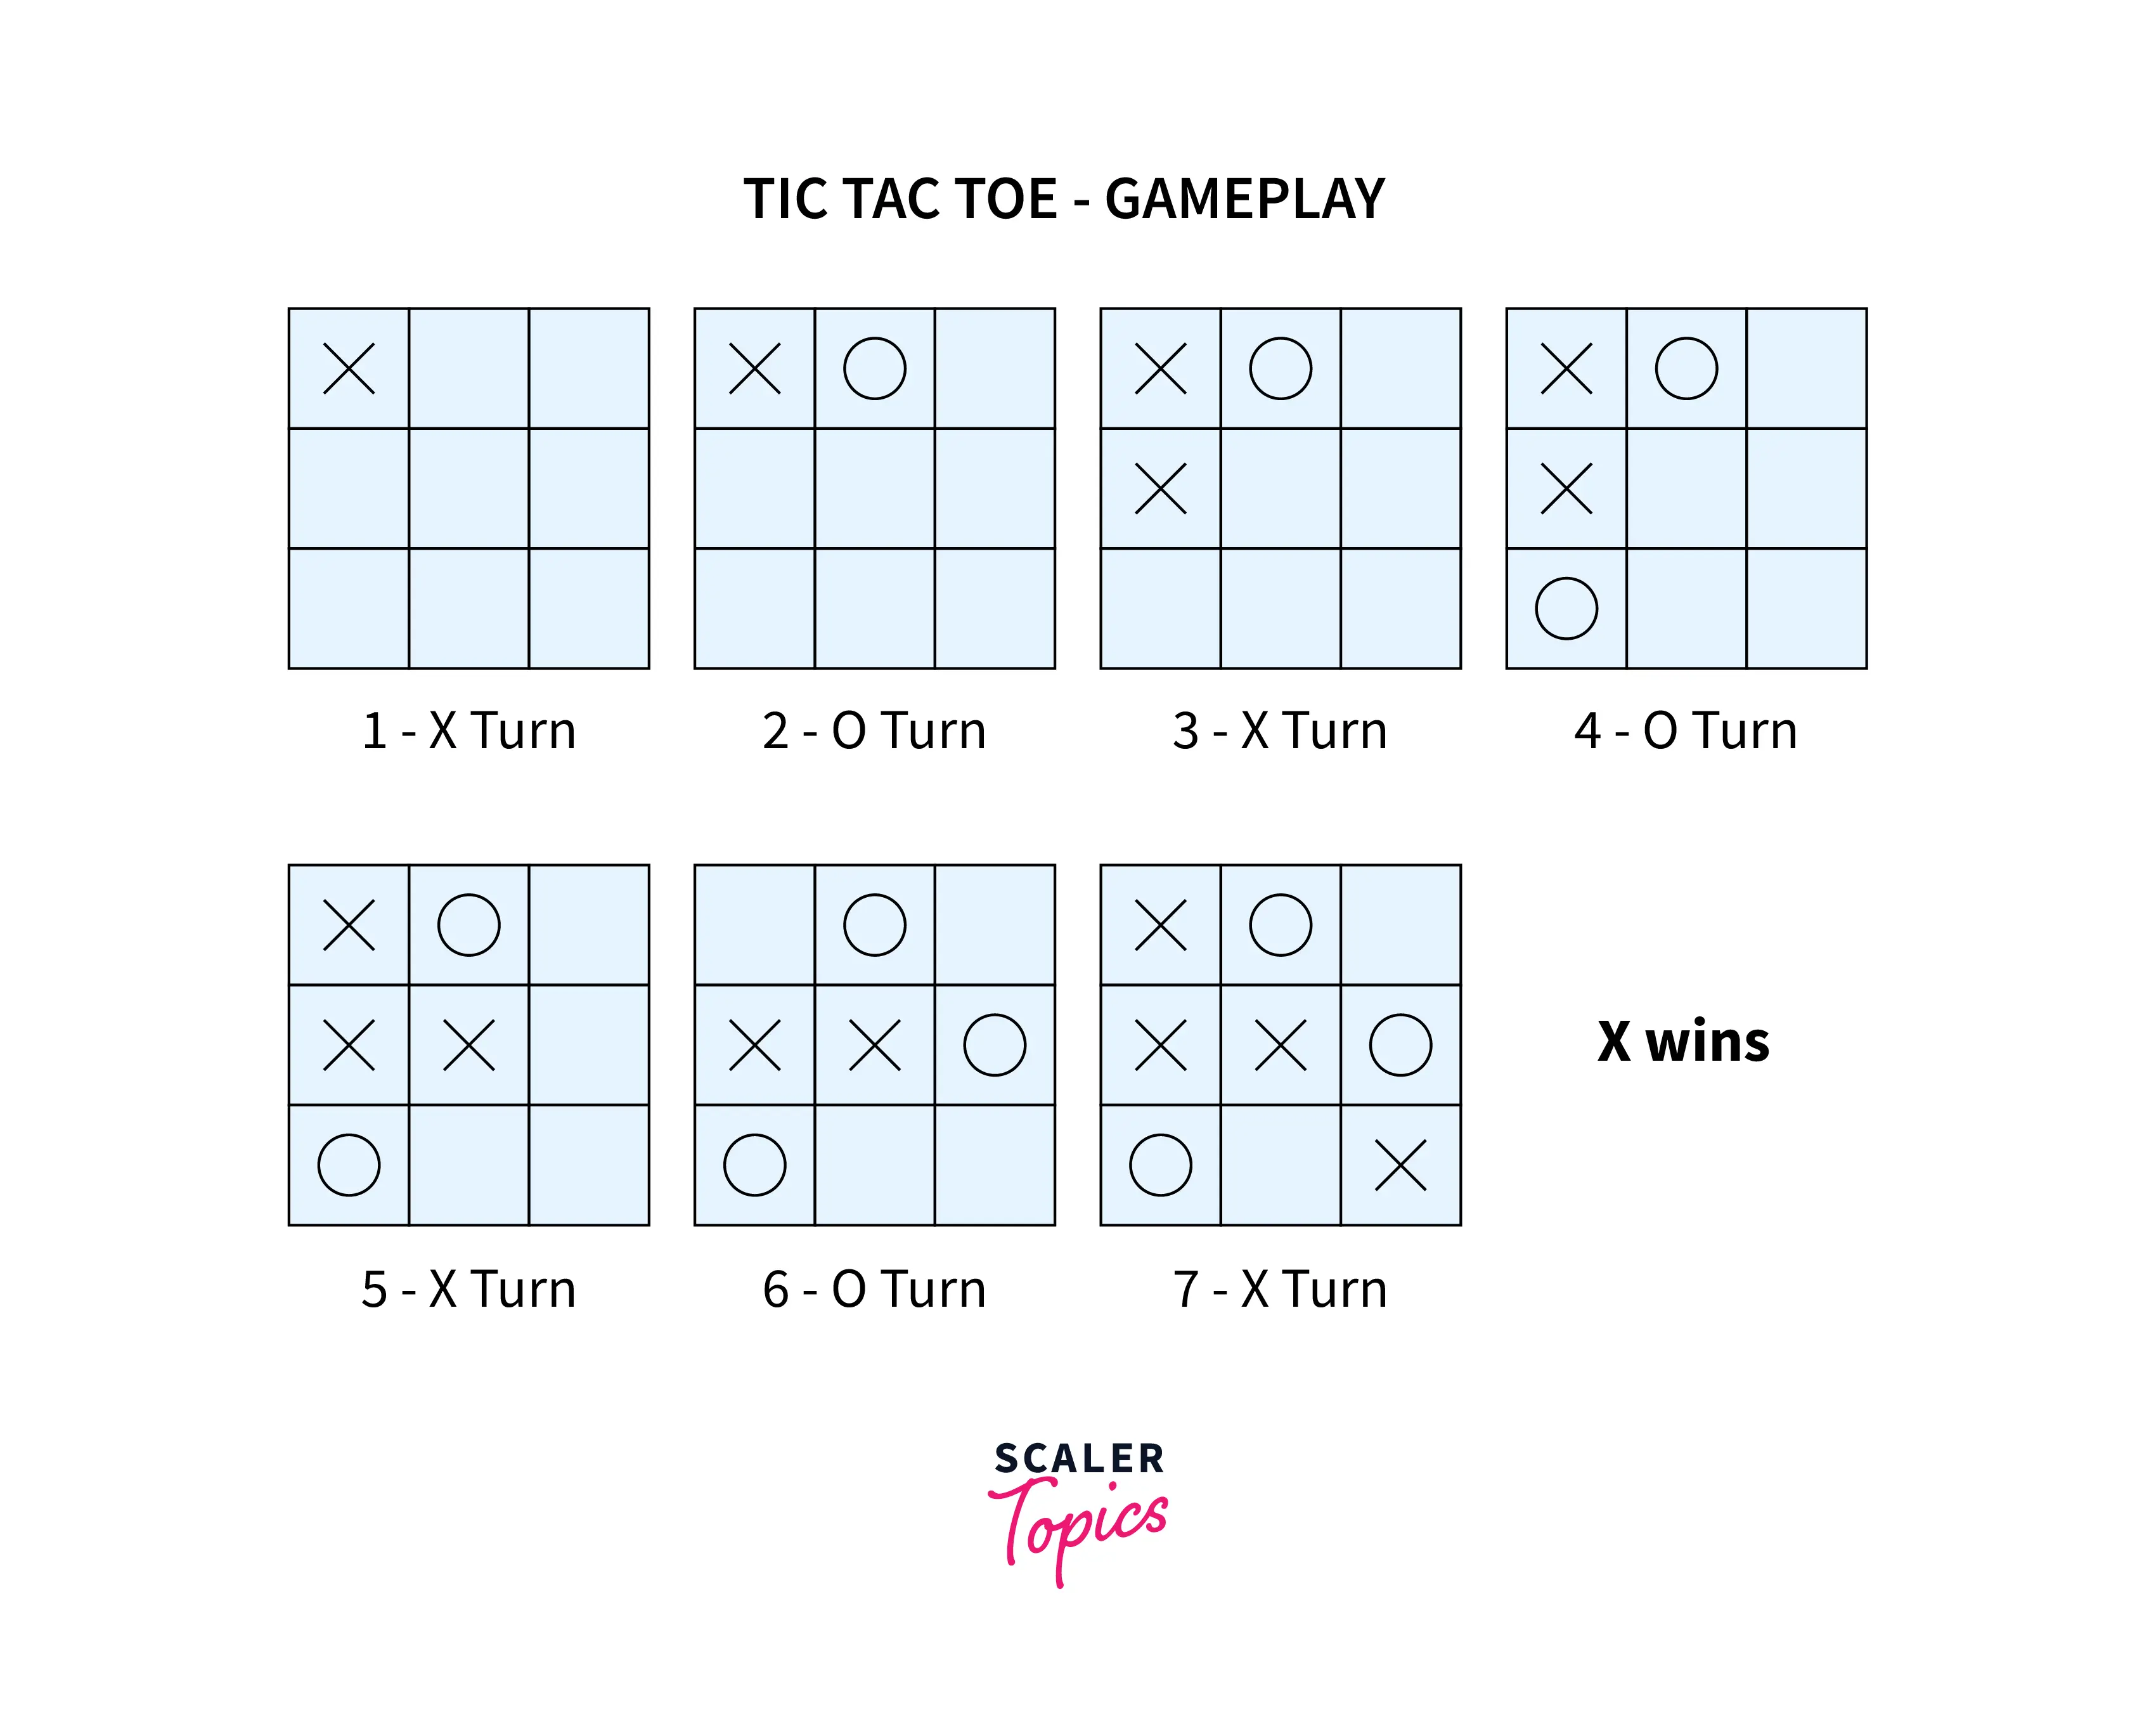 TIC TAC TOE - GAMEPLAY
1 - X Turn
2 - O Turn
3 - X Turn
4 - O Turn
5 - X Turn
6 - O Turn
7 - X Turn
X wins
SCALER
Topics